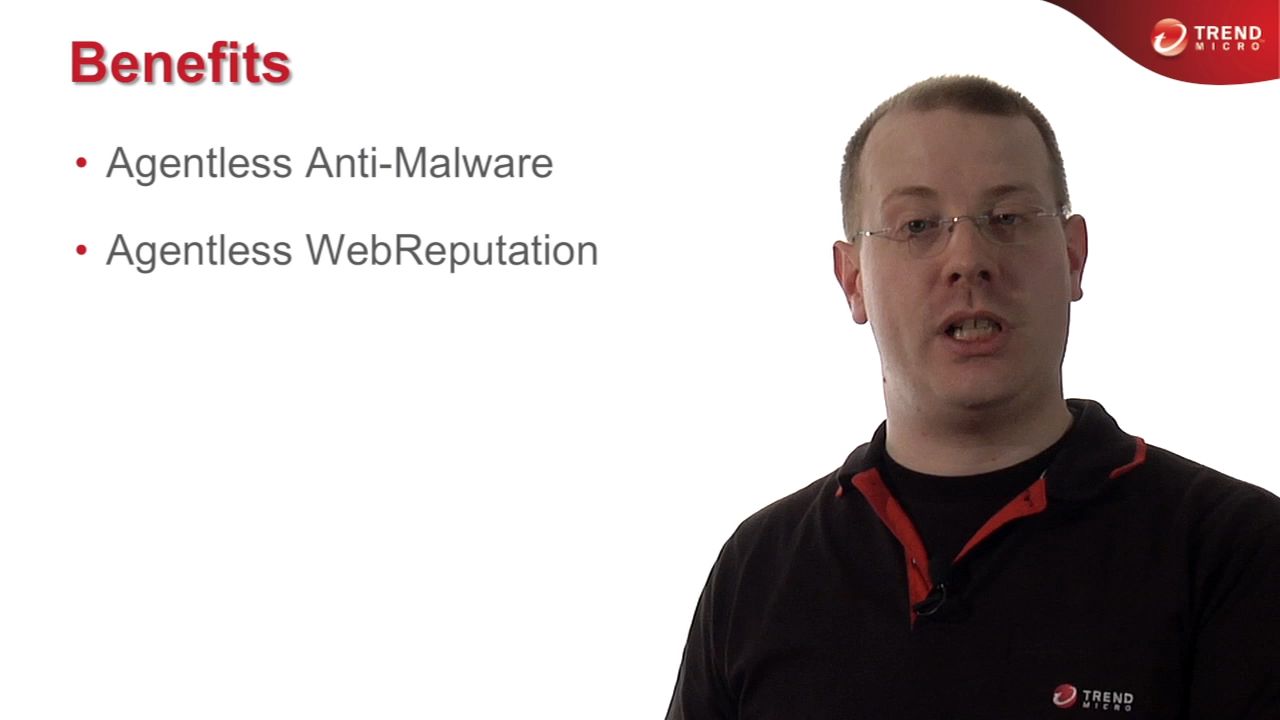 Benefits
TREND
MICRO
• Agentless Anti-Malware
• Agentless WebReputation
TREND
MICRO